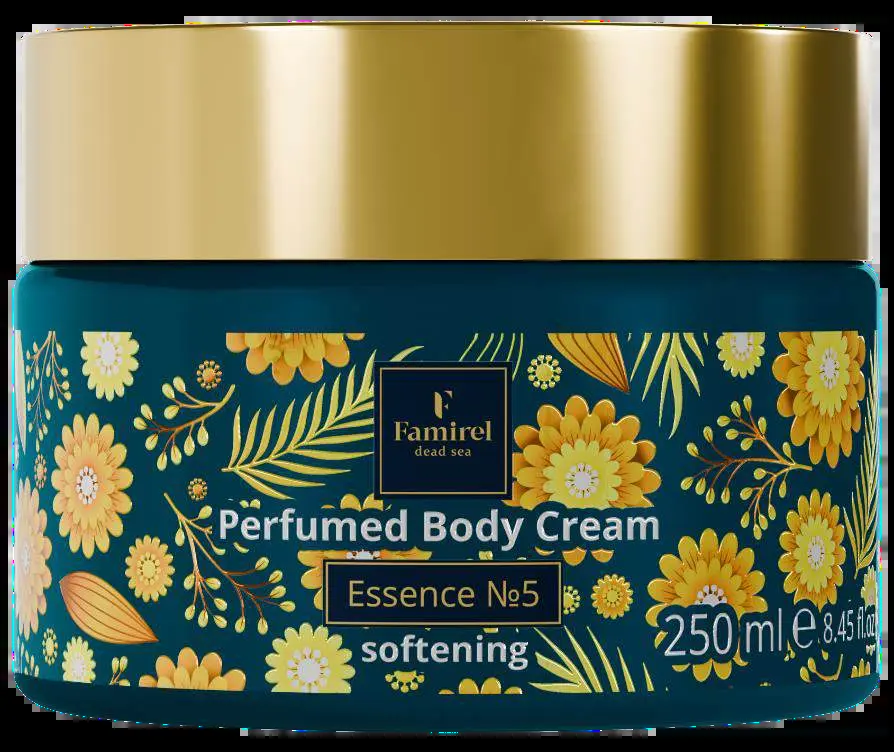 F
Famirel
dead sea
Perfumed Body Cream
Essence №5
softening
250 ml ℮ 8.45 fl.oz